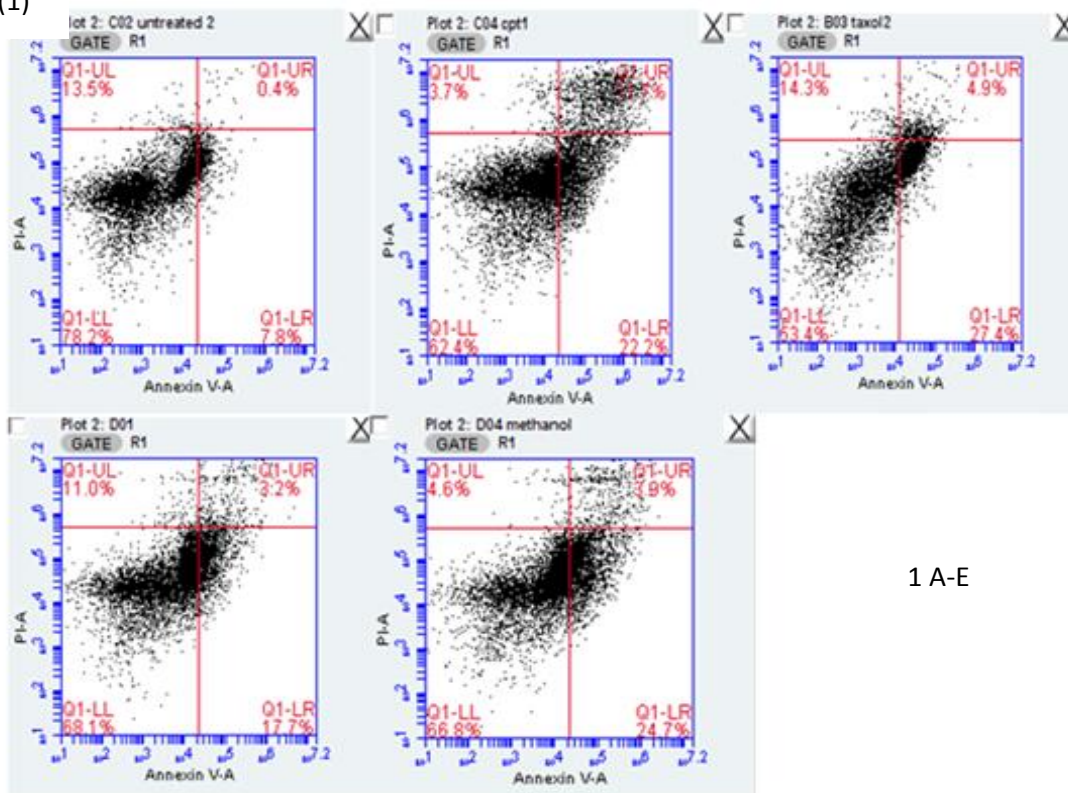 (1)
Plot 2: C02 untreated 2
GATE R1
Q1-UL
13.5%
Q1-UR
0.4%
Q1-LL
78.2%
Q1-LR
7.8%
PI-A
Annexin V-A
Plot 2: C04 cpt1
GATE R1
Q1-UL
3.7%
Q1-UR
Q1-LL
62.4%
Q1-LR
22.2%
PI-A
Annexin V-A
Plot 2: B03 taxol2
GATE R1
Q1-UL
14.3%
Q1-UR
4.9%
Q1-LL
53.4%
Q1-LR
27.4%
PI-A
Annexin V-A
Plot 2: D01
GATE R1
Q1-UL
11.0%
Q1-UR
3.2%
Q1-LL
68.1%
Q1-LR
17.7%
PI-A
Annexin V-A
Plot 2: D04 methanol
GATE R1
Q1-UL
4.6%
Q1-UR
3.9%
Q1-LL
66.8%
Q1-LR
24.7%
PI-A
Annexin V-A
1 A-E